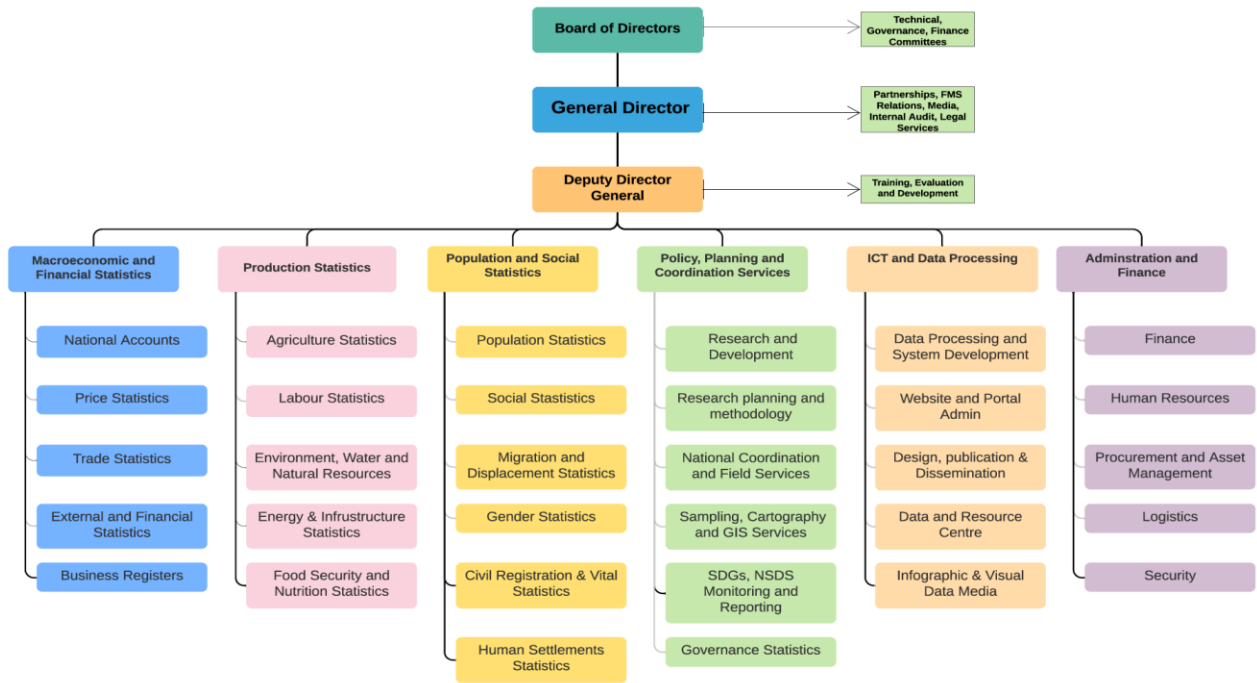 Board of Directors
Technical,
Governance, Finance
Committees
General Director
Partnerships, FMS
Relations, Media,
Internal Audit, Legal
Services
Deputy Director
General
Training, Evaluation
and Development
Macroeconomic and
Financial Statistics
National Accounts
Price Statistics
Trade Statistics
External and Financial
Statistics
Business Registers
Production Statistics
Agriculture Statistics
Labour Statistics
Environment, Water and
Natural Resources
Energy & Infrustructure
Statistics
Food Security and
Nutrition Statistics
Population and Social
Statistics
Population Statistics
Social Stastistics
Migration and
Displacement Statistics
Gender Statistics
Civil Registration & Vital
Statistics
Human Settlements
Statistics
Policy, Planning and
Coordination Services
Research and
Development
Research planning and
methodology
National Coordination
and Field Services
Sampling, Cartography
and GIS Services
SDGs, NSDS
Monitoring and
Reporting
Governance Statistics
ICT and Data Processing
Data Processing and
System Development
Website and Portal
Admin
Design, publication &
Dissemination
Data and Resource
Centre
Infographic & Visual
Data Media
Adminstration and
Finance
Finance
Human Resources
Procurement and Asset
Management
Logistics
Security